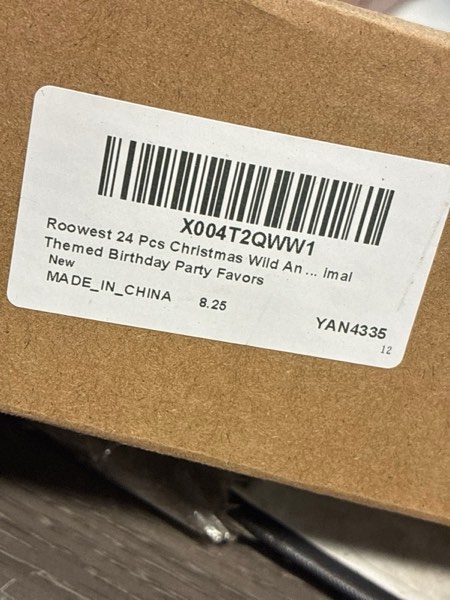 X004T2QWW1
Roowest 24 Pcs Christmas Wild An... imal
Themed Birthday Party Favors
New
MADE_IN_CHINA 8.25
YAN4335
12